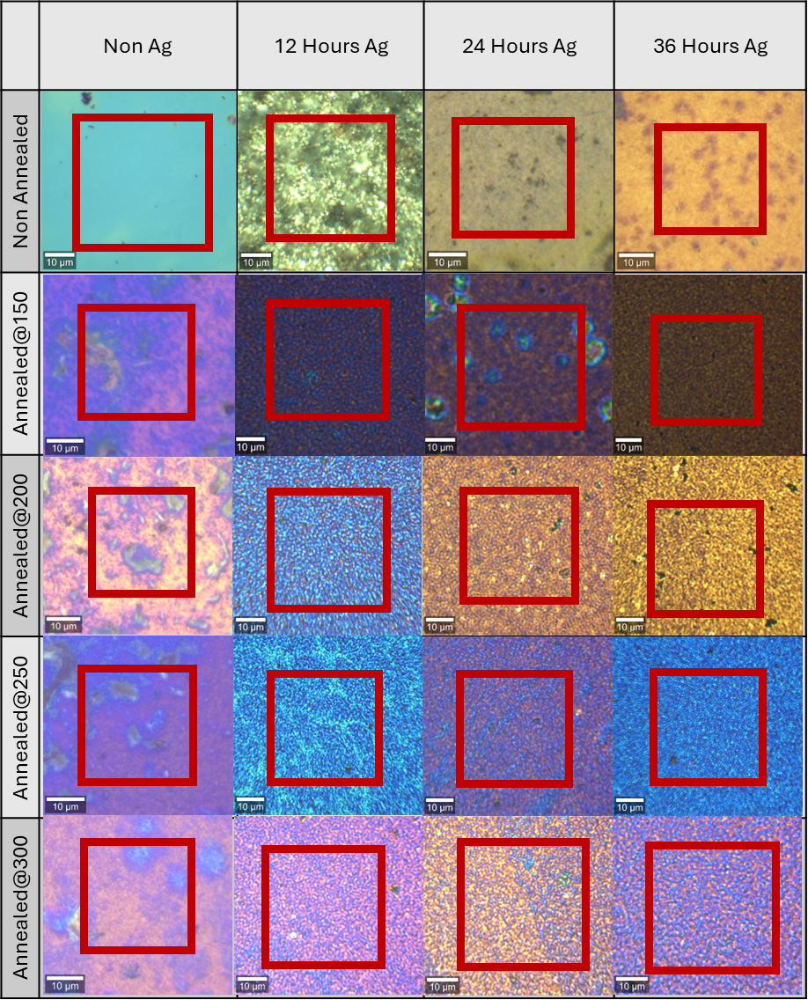 Non Ag
12 Hours Ag
24 Hours Ag
36 Hours Ag
Non Annealed
10 µm
10 µm
10 µm
10 µm
Annealed@150
10 µm
10 µm
10 µm
10 µm
Annealed@200
10 µm
10 µm
10 µm
10 µm
Annealed@250
10 µm
10 µm
10 µm
10 µm
Annealed@300
10 µm
10 µm
10 µm
10 µm